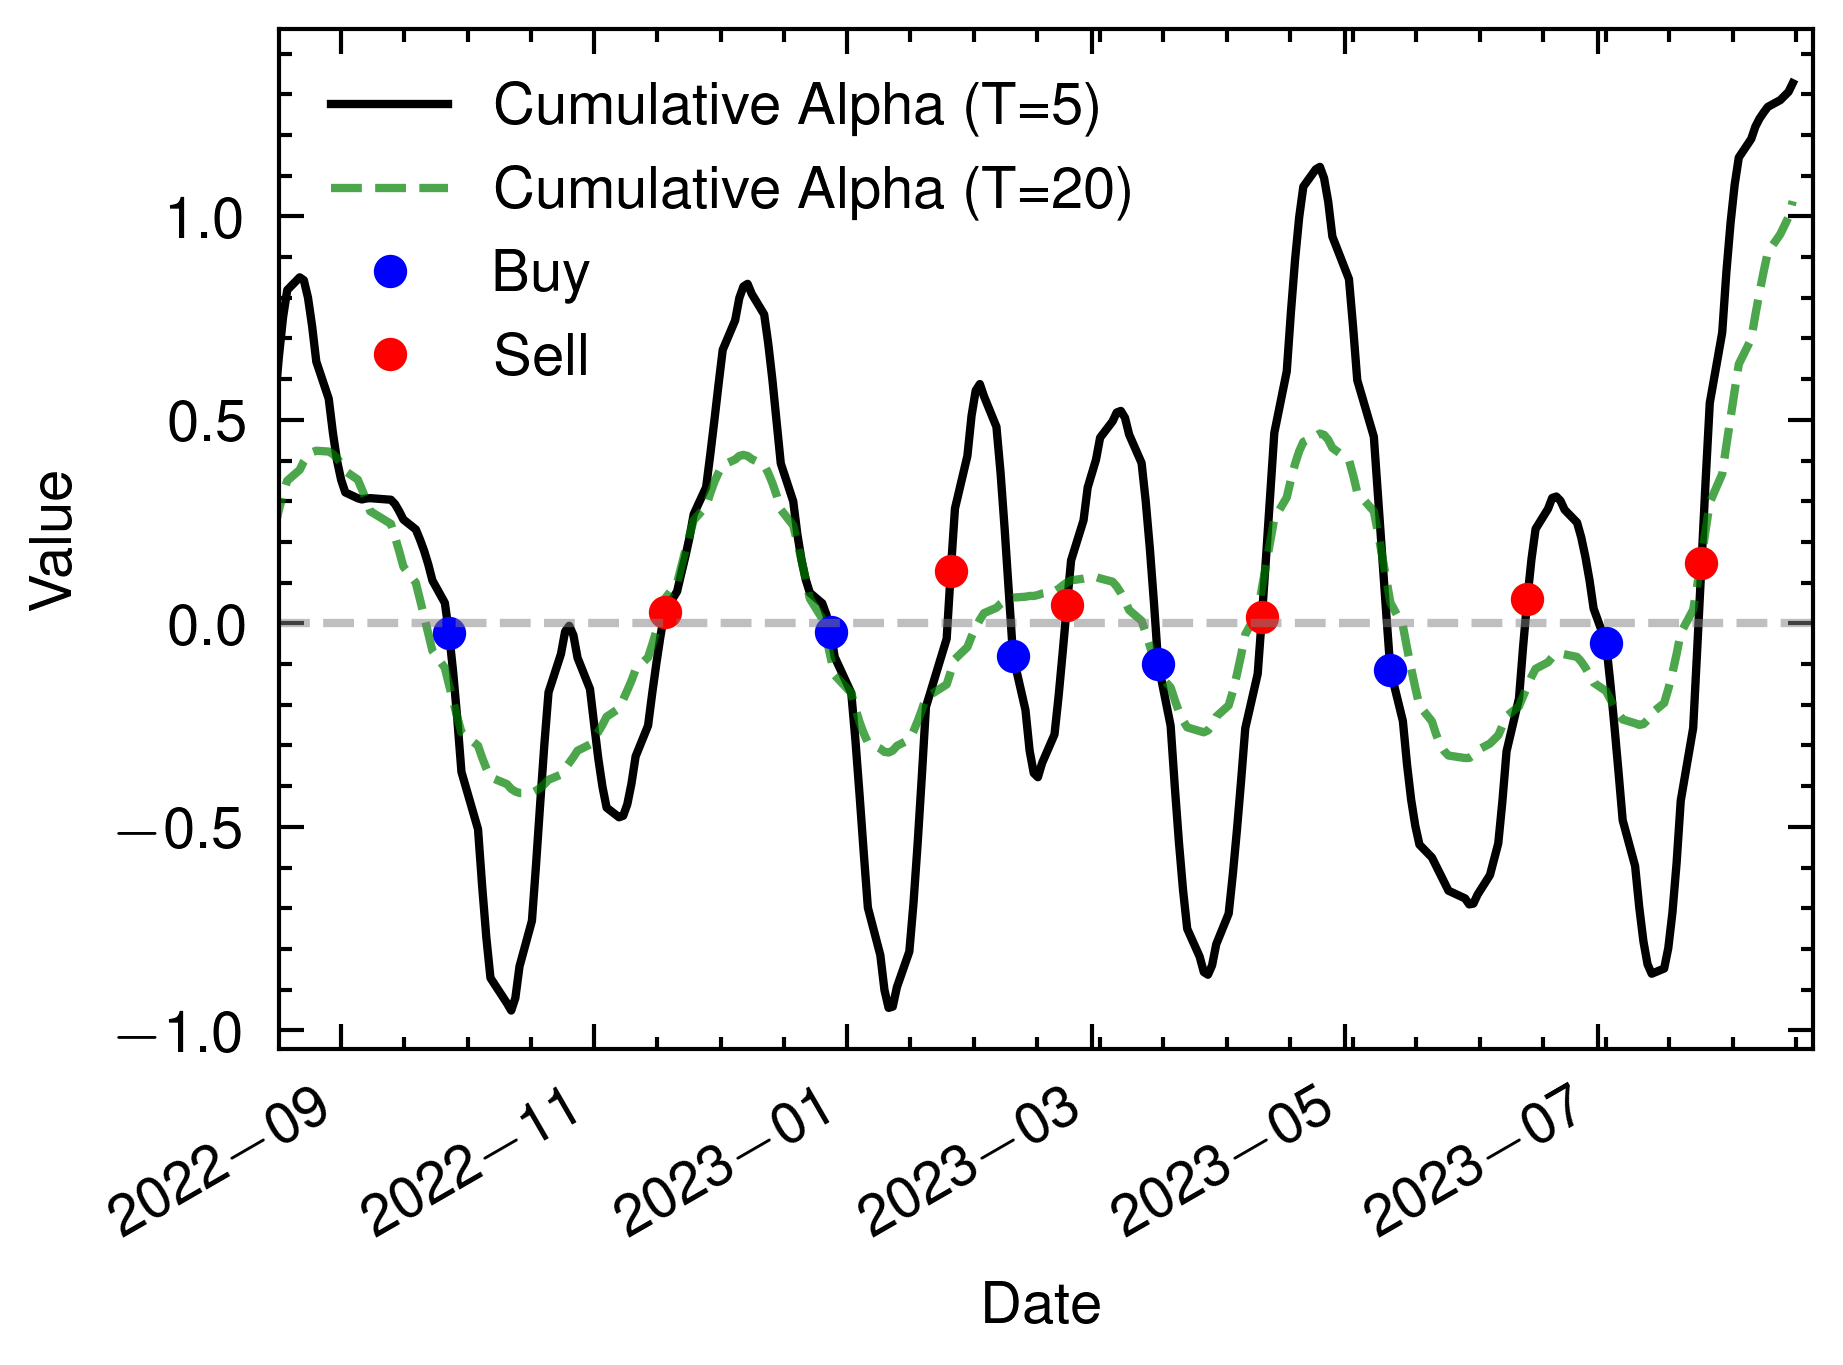 Cumulative Alpha (T=5)
Cumulative Alpha (T=20)
Buy
Sell
Value
1.0
0.5
0.0
−0.5
−1.0
2022−09
2022−11
2023−01
2023−03
2023−05
2023−07
Date